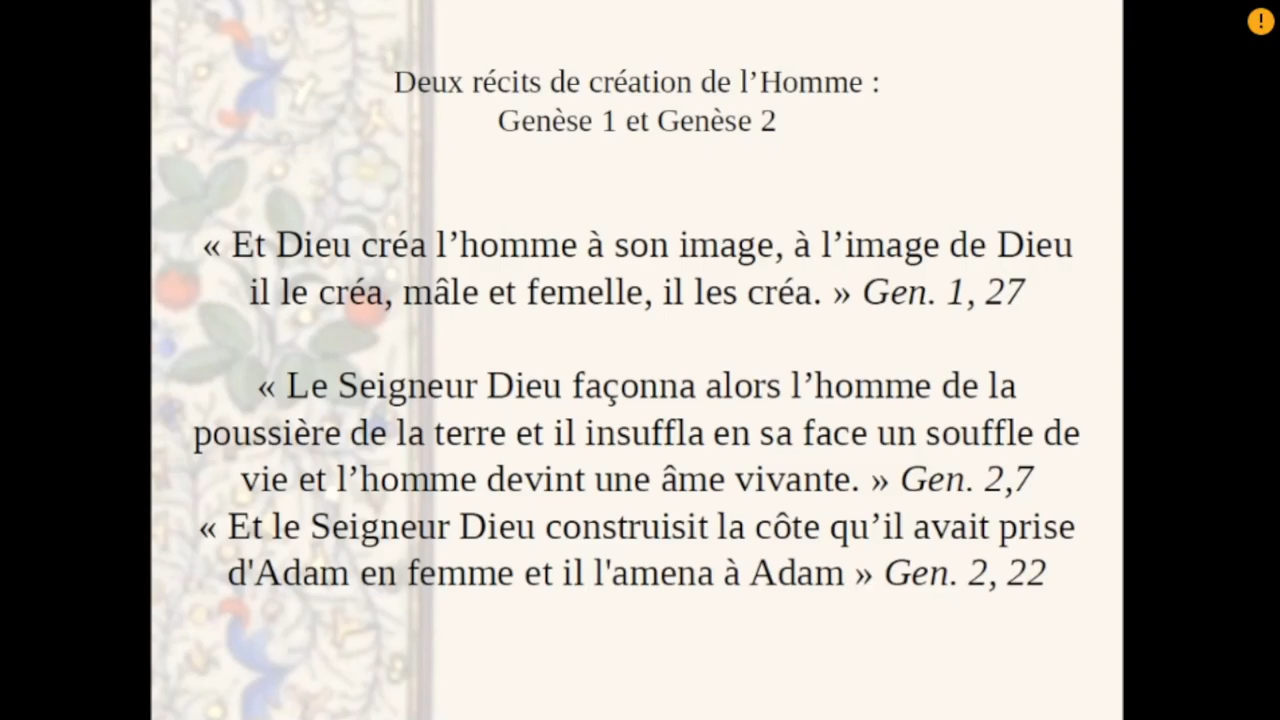 Deux récits de création de l’Homme :
Genèse 1 et Genèse 2
« Et Dieu créa l’homme à son image, à l’image de Dieu
il le créa, mâle et femelle, il les créa. » Gen. 1, 27
« Le Seigneur Dieu façonna alors l’homme de la
poussière de la terre et il insuffla en sa face un souffle de
vie et l’homme devint une âme vivante. » Gen. 2,7
« Et le Seigneur Dieu construisit la côte qu’il avait prise
d'Adam en femme et il l'amena à Adam » Gen. 2, 22